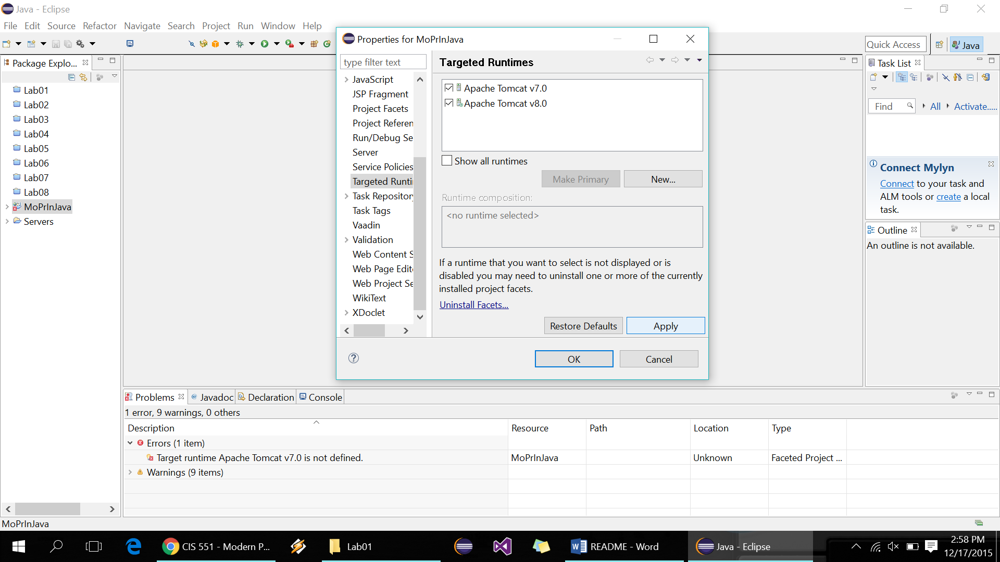 Java - Eclipse
File Edit Source Refactor Navigate Search Project Run Window Help
Quick Access
Java
Package Explo...
Lab01
Lab02
Lab03
Lab04
Lab05
Lab06
Lab07
Lab08
MoPrInJava
Servers
Properties for MoPrInJava
type filter text
JavaScript
JSP Fragment
Project Facets
Project Referen
Run/Debug Se
Server
Service Policies
Targeted Runti
Task Repository
Task Tags
Vaadin
Validation
Web Content S
Web Page Edit
Web Project Se
WikiText
XDoclet
Targeted Runtimes
Apache Tomcat v7.0
Apache Tomcat v8.0
Show all runtimes
Make Primary New...
Runtime composition:
<no runtime selected>
If a runtime that you want to select is not displayed or is
disabled you may need to uninstall one or more of the currently
installed project facets.
Uninstall Facets...
Restore Defaults Apply
OK Cancel
Task List
Find All Activate.....
Connect Mylyn
Connect to your task and
ALM tools or create a local
task.
Outline
An outline is not available.
Problems @ Javadoc Declaration Console
1 error, 9 warnings, 0 others
Description Resource Path Location Type
Errors (1 item)
Target runtime Apache Tomcat v7.0 is not defined. MoPrInJava Unknown Faceted Project ...
Warnings (9 items)
MoPrInJava
CIS 551 - Modern P...
Lab01
README - Word
Java - Eclipse
2:58 PM
12/17/2015